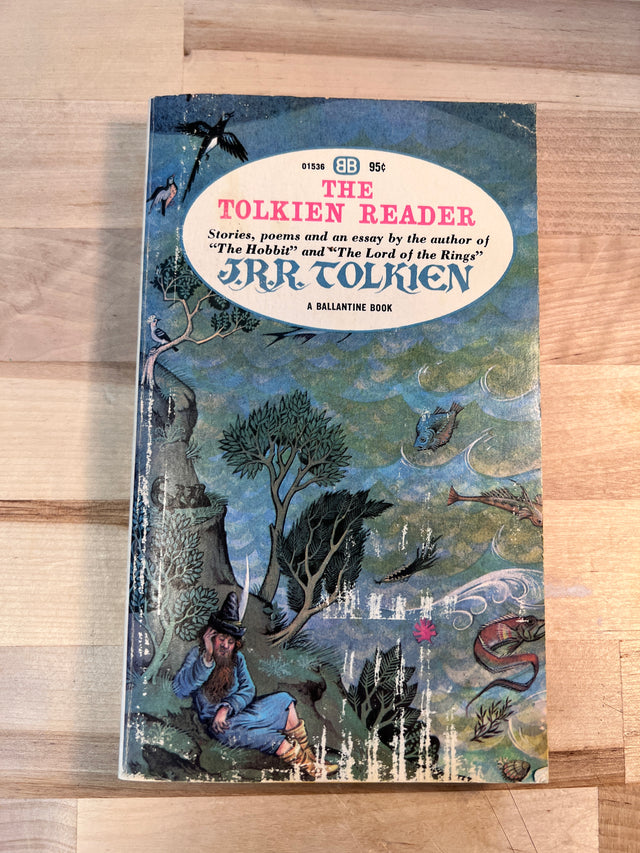 01536 BB 95¢
THE
TOLKIEN READER
Stories, poems and an essay by the author of
"The Hobbit" and "The Lord of the Rings"
J.R.R. TOLKIEN
A BALLANTINE BOOK